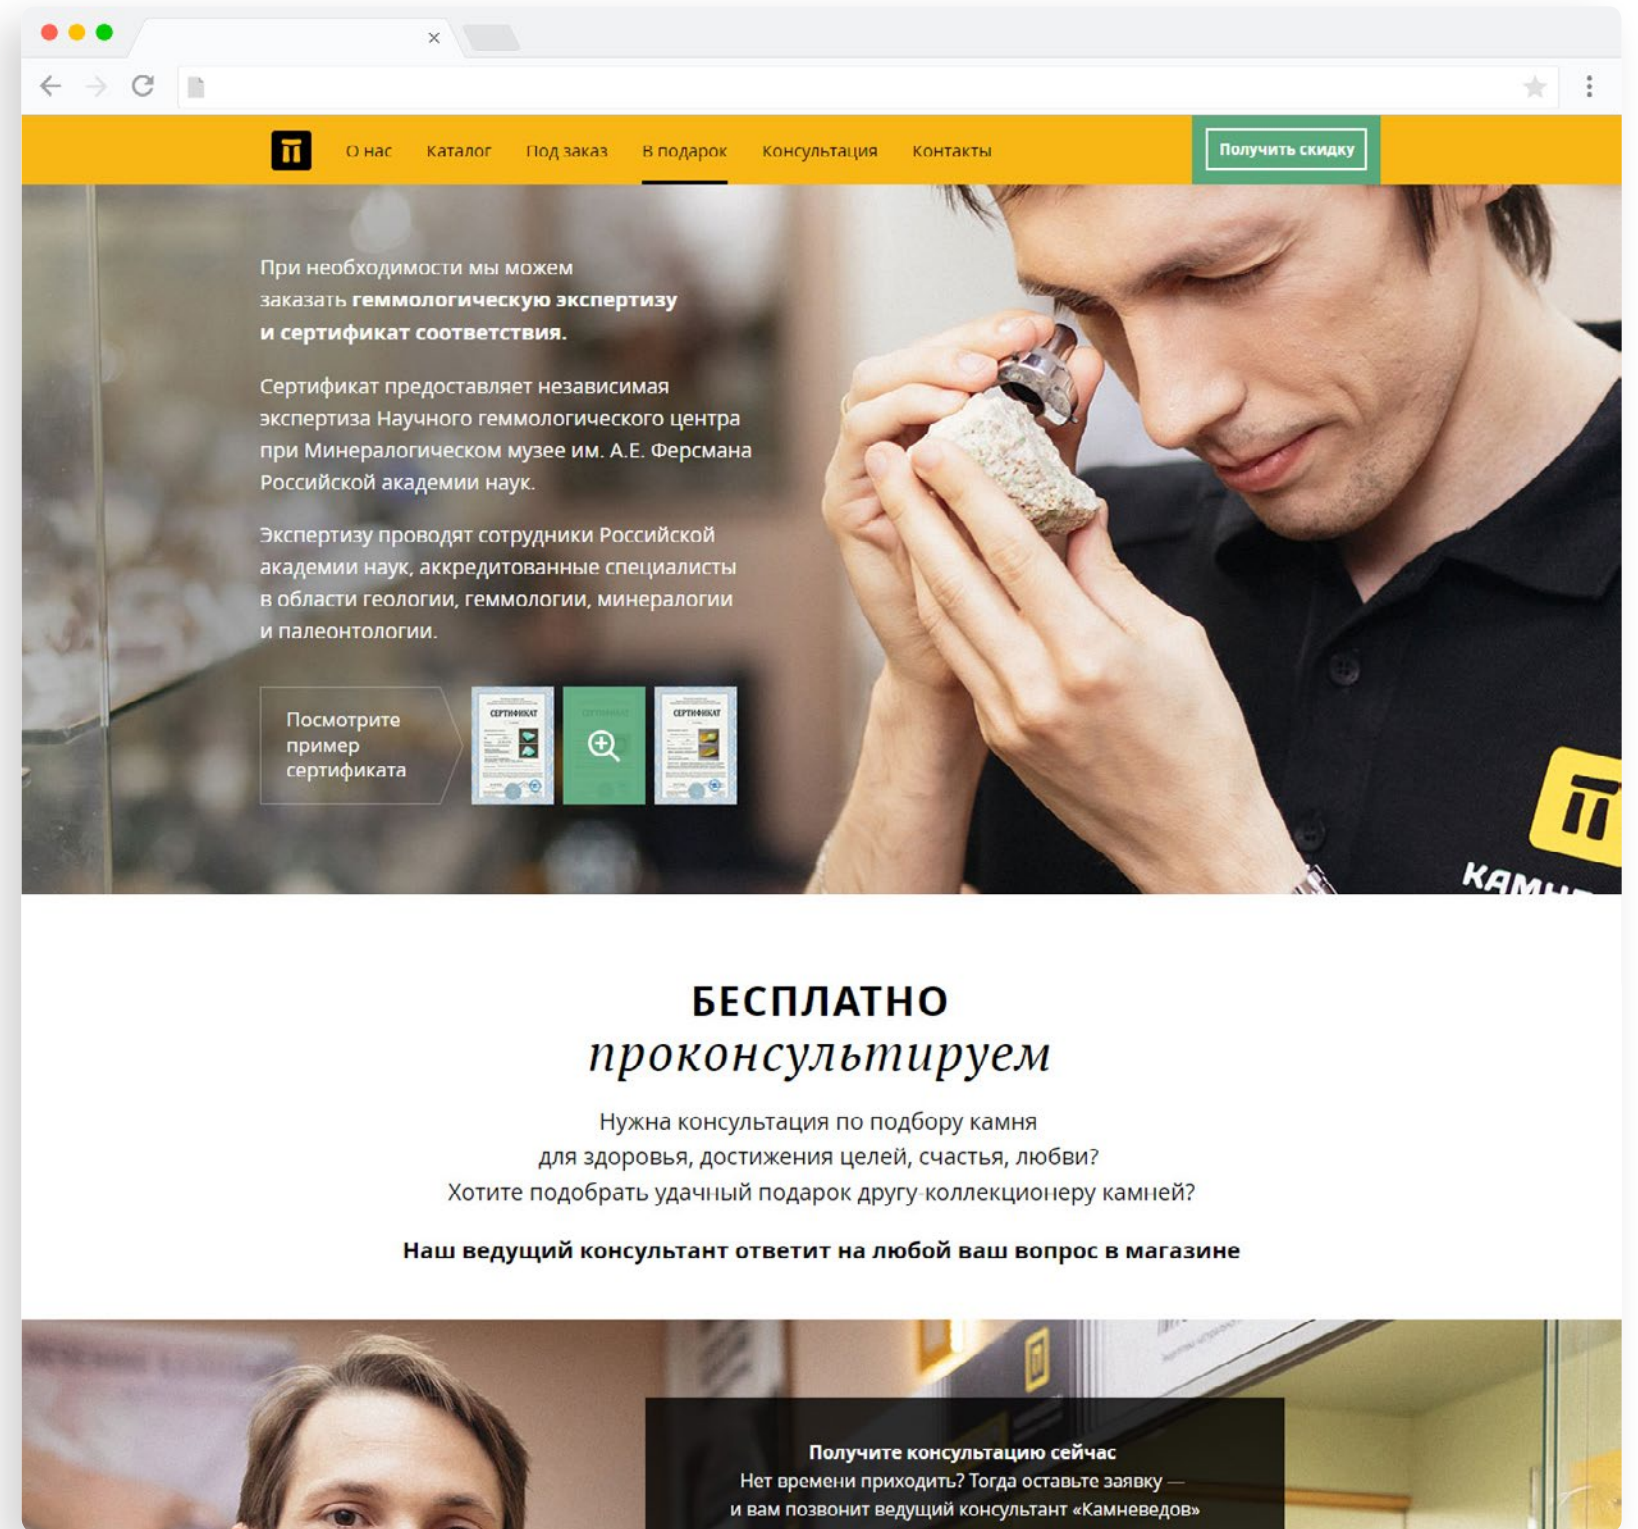 О нас Каталог Под заказ В подарок Консультация Контакты Получить скидку
При необходимости мы можем
заказать геммологическую экспертизу
и сертификат соответствия.
Сертификат предоставляет независимая
экспертиза Научного геммологического центра
при Минералогическом музее им. А.Е. Ферсмана
Российской академии наук.
Экспертизу проводят сотрудники Российской
академии наук, аккредитованные специалисты
в области геологии, геммологии, минералогии
и палеонтологии.
Посмотрите
пример
сертификата
СЕРТИФИКАТ
СЕРТИФИКАТ
СЕРТИФИКАТ
БЕСПЛАТНО
проконсультируем
Нужна консультация по подбору камня
для здоровья, достижения целей, счастья, любви?
Хотите подобрать удачный подарок другу-коллекционеру камней?
Наш ведущий консультант ответит на любой ваш вопрос в магазине
Получите консультацию сейчас
Нет времени приходить? Тогда оставьте заявку —
и вам позвонит ведущий консультант «Камневедов»